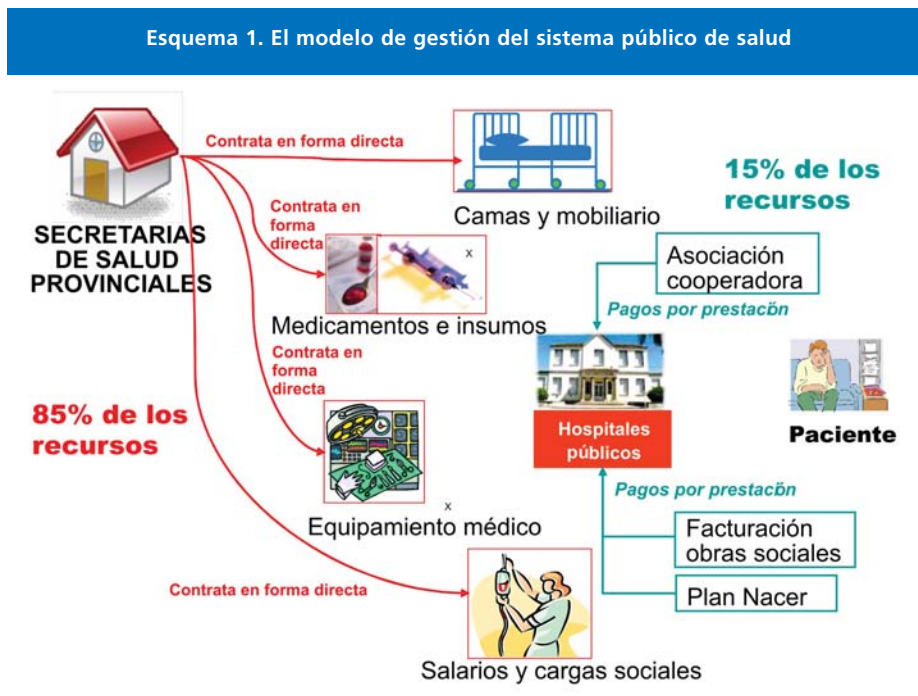 Esquema 1. El modelo de gestión del sistema público de salud
Contrata en forma directa
15% de los
recursos
Contrata en
forma
directa
Camas y mobiliario
SECRETARIAS
DE SALUD
PROVINCIALES
x
Asociación
cooperadora
Pagos por prestación
Medicamentos e insumos
Contrata en
forma
directa
85% de los
recursos
Hospitales
públicos
Paciente
Pagos por prestación
x
Equipamiento médico
Facturación
obras sociales
Contrata en forma directa
Plan Nacer
Salarios y cargas sociales